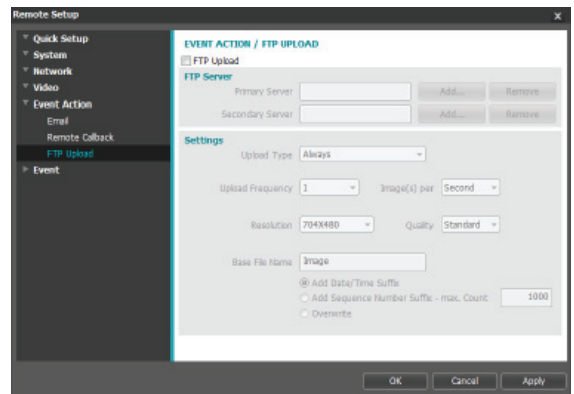 Remote Setup
x
Quick Setup
System
Network
Video
Event Action
Email
Remote Callback
FTP Upload
Event
EVENT ACTION / FTP UPLOAD
FTP Upload
FTP Server
Primary Server Add... Remove
Secondary Server Add... Remove
Settings
Upload Type Always
Upload Frequency 1 Image(s) per Second
Resolution 704X480 Quality Standard
Base File Name Image
Add Date/Time Suffix
Add Sequence Number Suffix - max. Count 1000
Overwrite
OK Cancel Apply